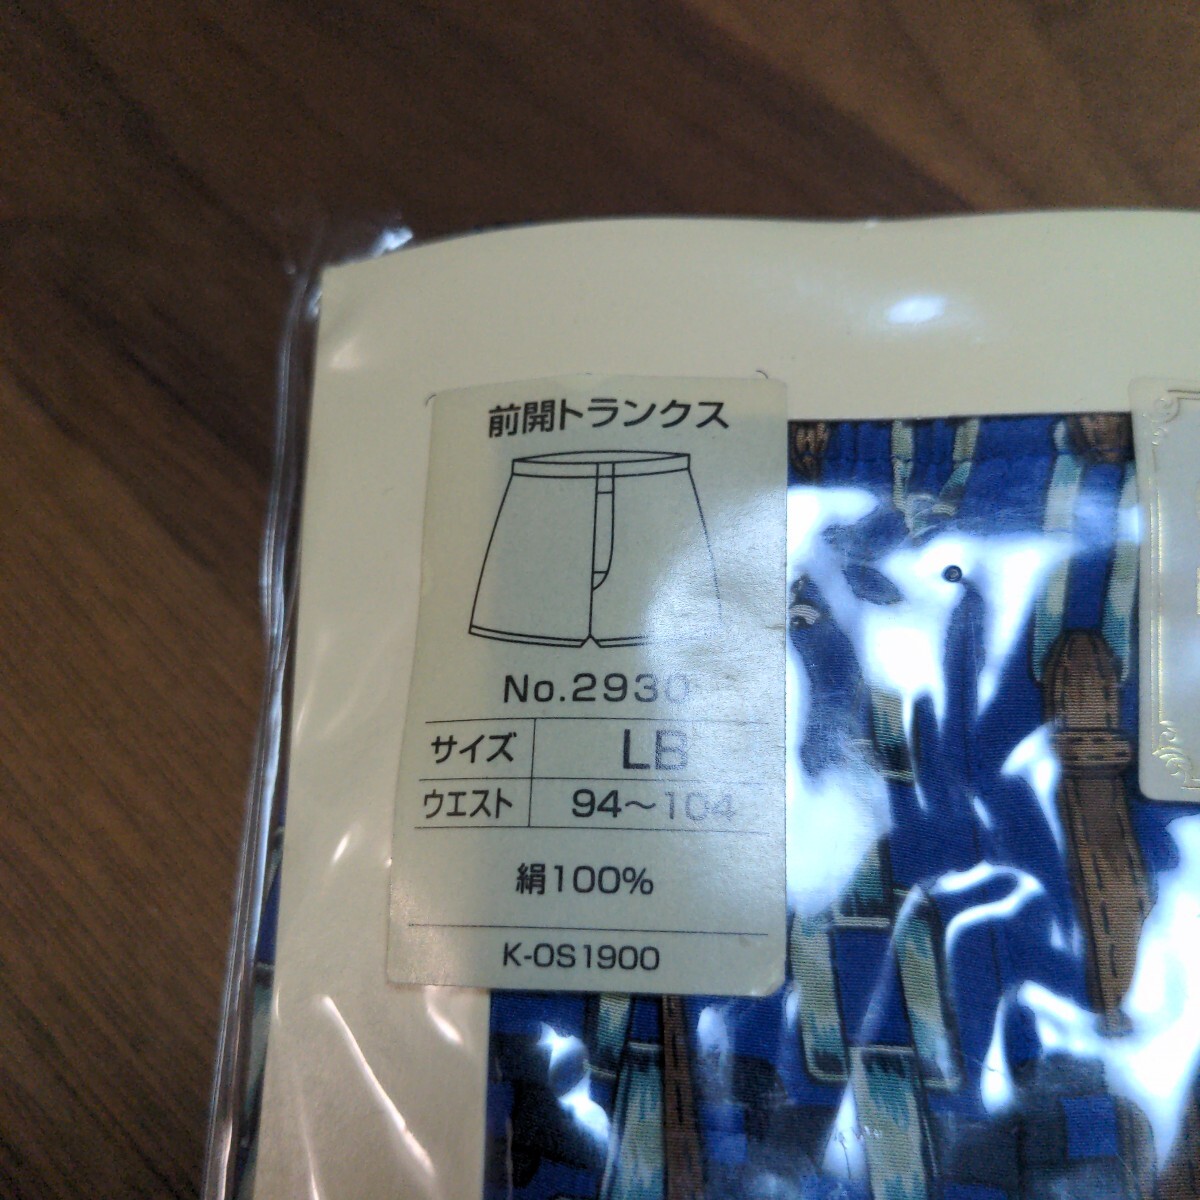 前開トランクス
No.2930
サイズ LB
ウエスト 94〜104
絹100%
K-OS1900